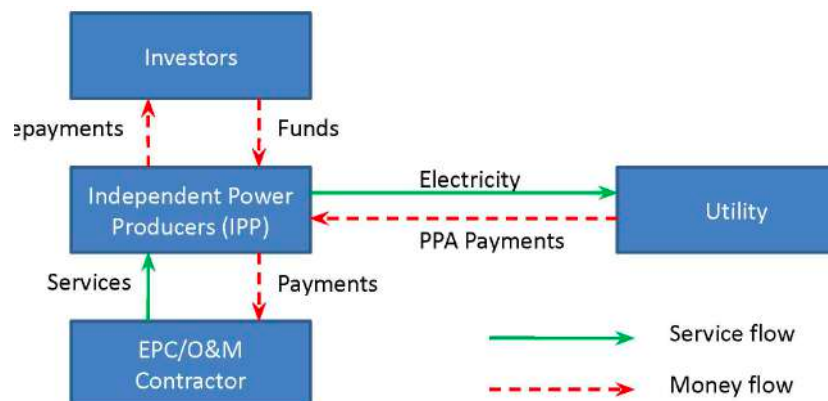 Investors
epayments
Funds
Independent Power
Producers (IPP)
Electricity
Utility
PPA Payments
Services
Payments
EPC/O&M
Contractor
Service flow
Money flow